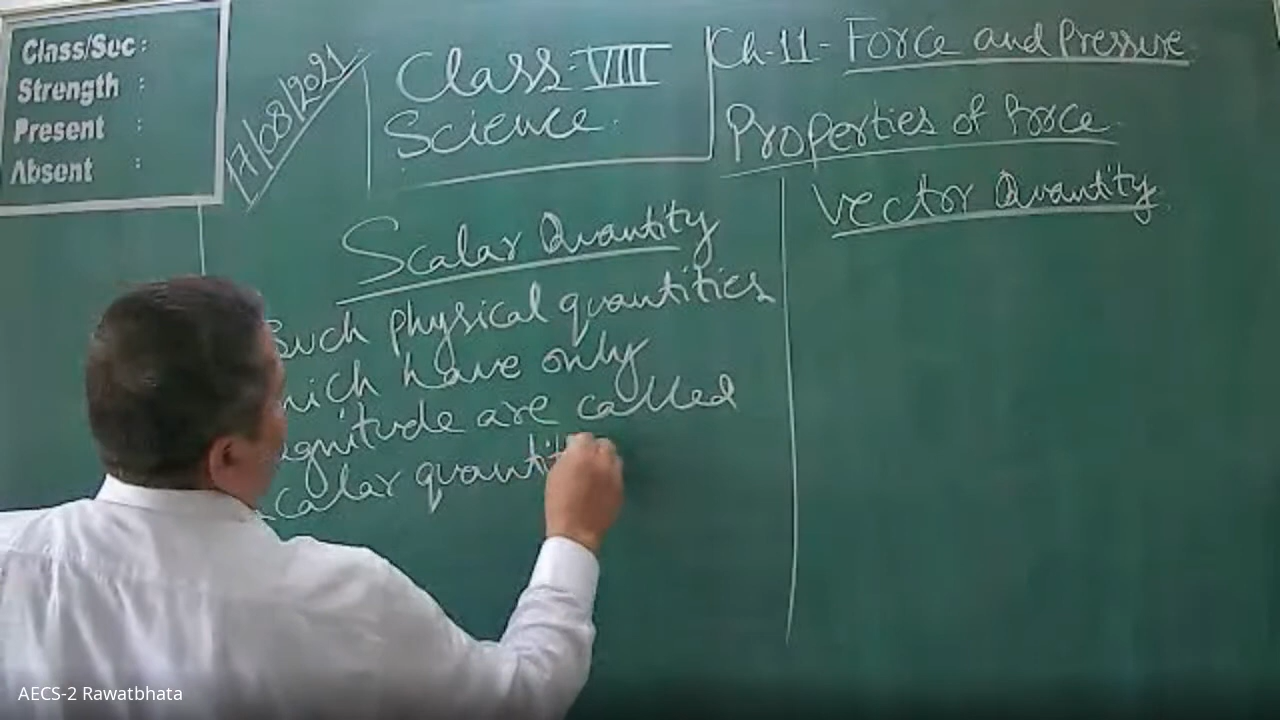 Class/Sec :
Strength :
Present :
Absent :
17/08/2021
Class:-VIII
Science.
Ch-11- Force and Pressure
Properties of Force
Scalar Quantity
Such physical quantities
have only
are called
quantit
Vector Quantity
AECS-2 Rawatbhata